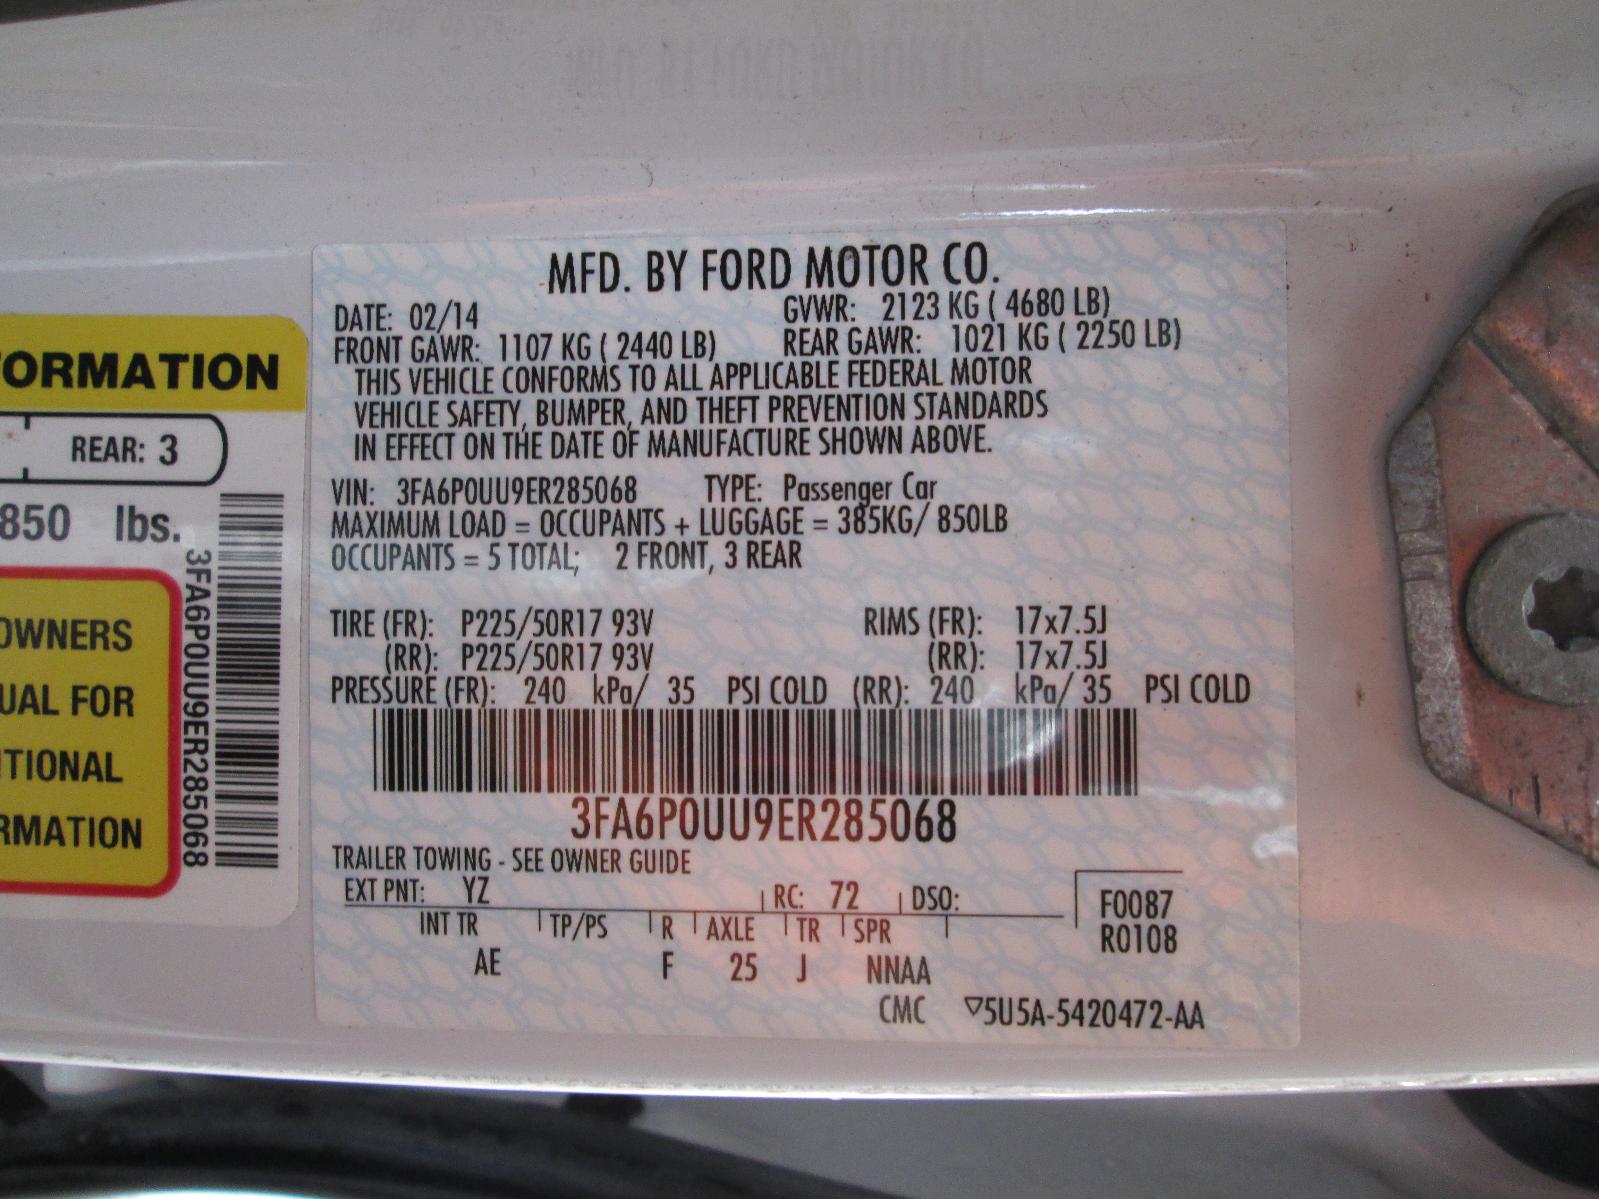 MFD. BY FORD MOTOR CO.
DATE: 02/14 GVWR: 2123 KG ( 4680 LB)
FRONT GAWR: 1107 KG ( 2440 LB) REAR GAWR: 1021 KG ( 2250 LB)
THIS VEHICLE CONFORMS TO ALL APPLICABLE FEDERAL MOTOR
VEHICLE SAFETY, BUMPER, AND THEFT PREVENTION STANDARDS
IN EFFECT ON THE DATE OF MANUFACTURE SHOWN ABOVE.
VIN: 3FA6P0UU9ER285068 TYPE: Passenger Car
MAXIMUM LOAD = OCCUPANTS + LUGGAGE = 385KG/ 850LB
OCCUPANTS = 5 TOTAL; 2 FRONT, 3 REAR
TIRE (FR): P225/50R17 93V RIMS (FR): 17x7.5J
(RR): P225/50R17 93V (RR): 17x7.5J
PRESSURE (FR): 240 kPa/ 35 PSI COLD (RR): 240 kPa/ 35 PSI COLD
3FA6P0UU9ER285068
TRAILER TOWING - SEE OWNER GUIDE
EXT PNT: YZ RC: 72 DSO:
INT TR TP/PS R AXLE TR SPR
AE F 25 J NNAA
F0087
R0108
CMC ▽5U5A-5420472-AA
ORMATION
REAR: 3
850 lbs.
OWNERS
UAL FOR
TIONAL
RMATION
3FA6P0UU9ER285068